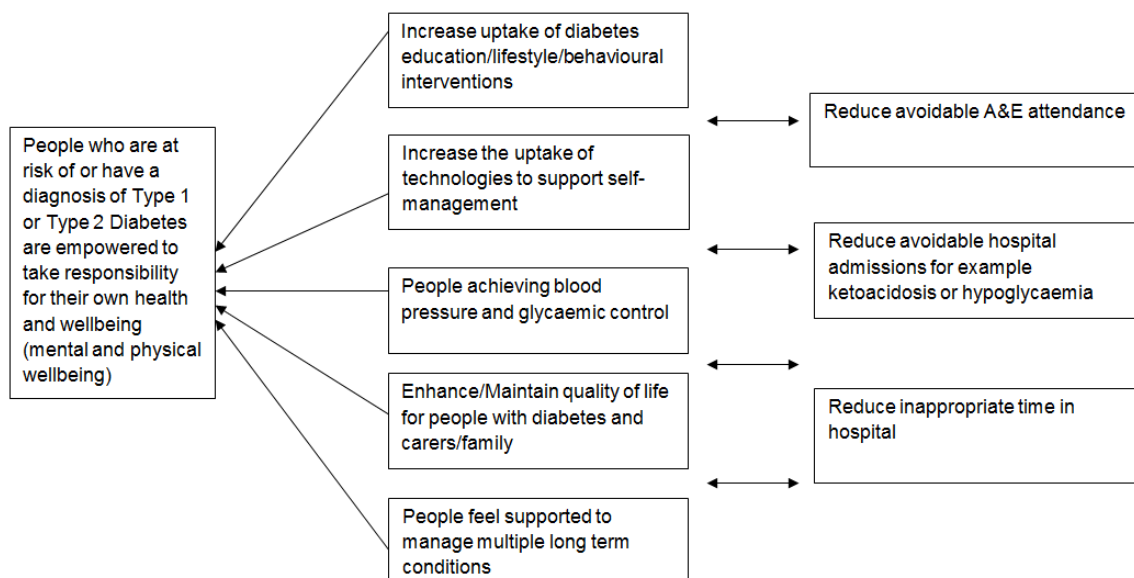 People who are at
risk of or have a
diagnosis of Type 1
or Type 2 Diabetes
are empowered to
take responsibility
for their own health
and wellbeing
(mental and physical
wellbeing)
Increase uptake of diabetes
education/lifestyle/behavioural
interventions
Increase the uptake of
technologies to support self-
management
People achieving blood
pressure and glycaemic control
Enhance/Maintain quality of life
for people with diabetes and
carers/family
People feel supported to
manage multiple long term
conditions
Reduce avoidable A&E attendance
Reduce avoidable hospital
admissions for example
ketoacidosis or hypoglycaemia
Reduce inappropriate time in
hospital